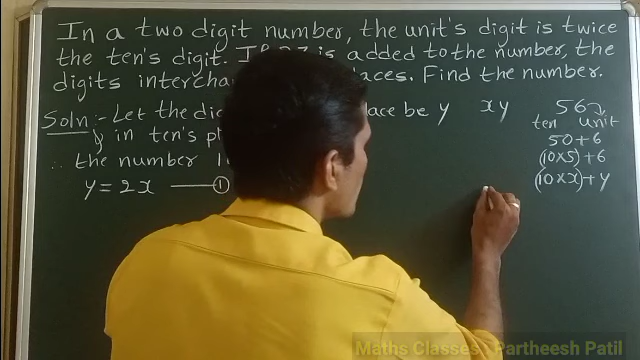 In a two digit number, the unit's digit is twice
the ten's digit. If 27 is added to the number, the
digits interchange places. Find the number.
Soln :- Let the place be y xy 56
in ten's ten unit
50+6
∴ the number (10×5)+6
y = 2x ——① (10×x)+y
Maths Classes Partheesh Patil